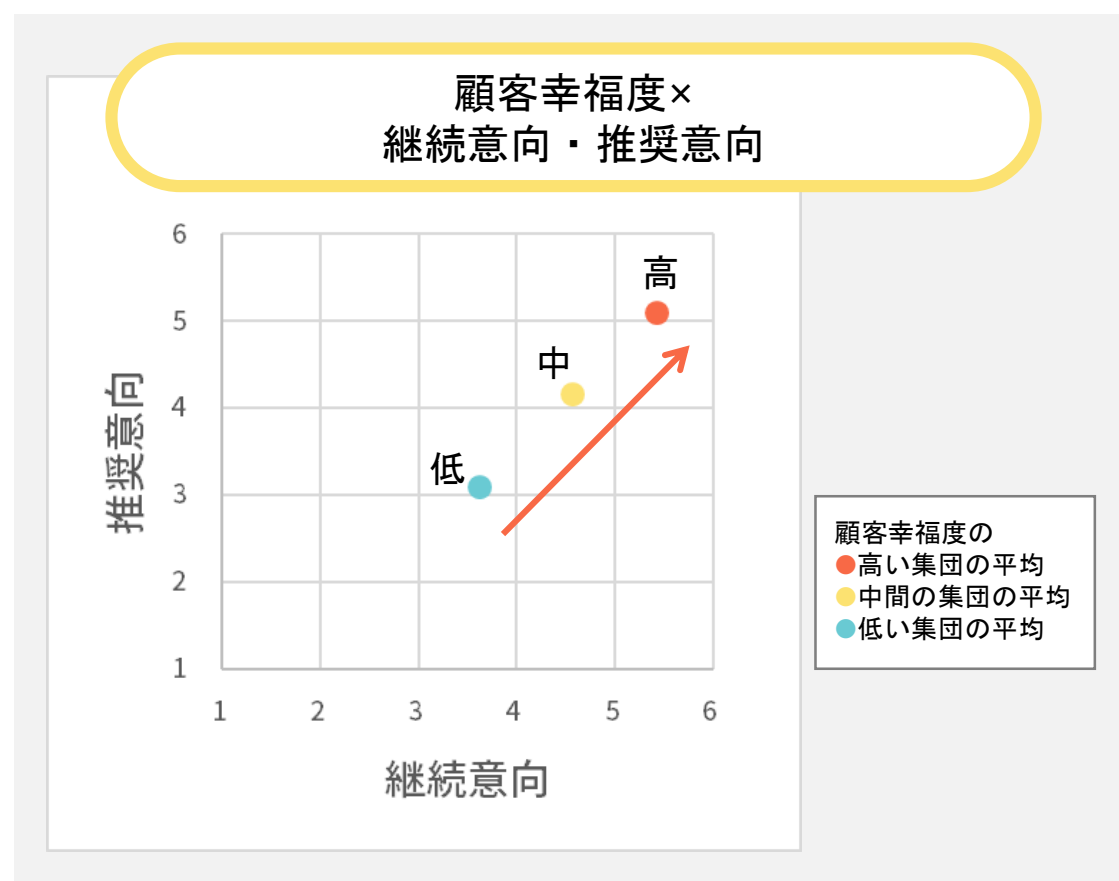 顧客幸福度×
継続意向・推奨意向
6
5
4
3
2
1
推奨意向
高
中
低
1 2 3 4 5 6
継続意向
顧客幸福度の
●高い集団の平均
●中間の集団の平均
●低い集団の平均